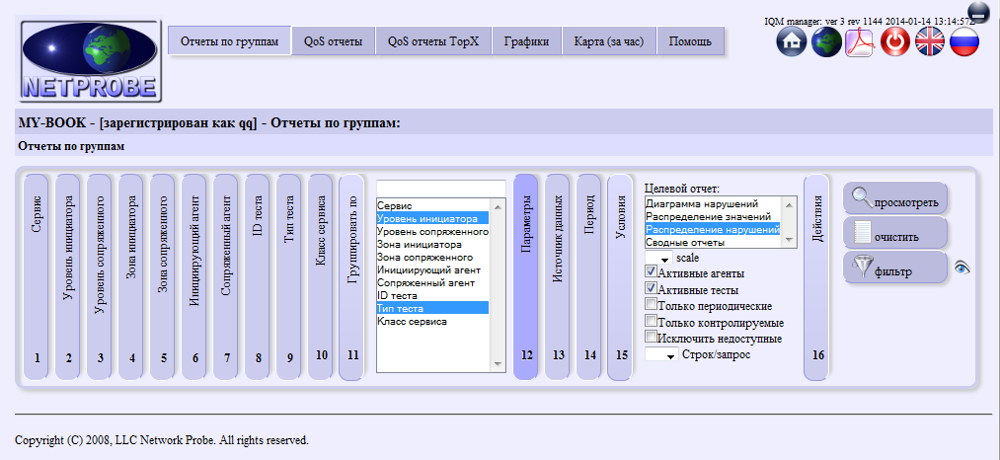 IQM manager: ver 3 rev 1144 2014-01-14 13:14:57Z
NETPROBE
Отчеты по группам
QoS отчеты
QoS отчеты TopX
Графики
Карта (за час)
Помощь
MY-BOOK - [зарегистрирован как qq] - Отчеты по группам:
Отчеты по группам
Сервис
1
Уровень инициатора
2
Уровень сопряженного
3
Зона инициатора
4
Зона сопряженного
5
Инициирующий агент
6
Сопряженный агент
7
ID теста
8
Тип теста
9
Класс сервиса
10
Группировать по
11
Сервис
Уровень инициатора
Уровень сопряженного
Зона инициатора
Зона сопряженного
Инициирующий агент
Сопряженный агент
ID теста
Тип теста
Класс сервиса
Параметры
12
Источник данных
13
Период
14
Условия
15
Целевой отчет:
Диаграмма нарушений
Распределение значений
Распределение нарушений
Сводные отчеты
scale
Активные агенты
Активные тесты
Только периодические
Только контролируемые
Исключить недоступные
Строк/запрос
Действия
16
просмотреть
очистить
фильтр
Copyright (C) 2008, LLC Network Probe. All rights reserved.